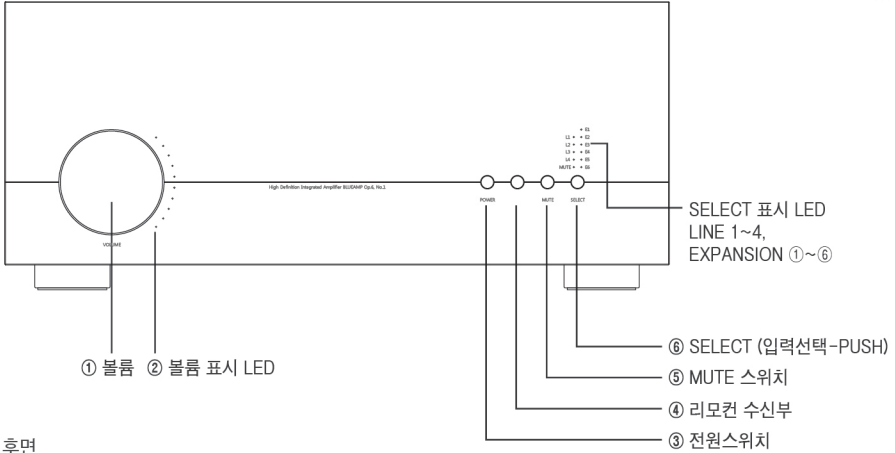 • E1
L1 • • E2
L2 • • E3
L3 • • E4
L4 • • E5
MUTE • • E6
High Definition Integrated Amplifier BLUEAMP Op.6, No.1
POWER
MUTE
SELECT
SELECT 표시 LED
LINE 1~4,
EXPANSION ①~⑥
VOLUME
① 볼륨
② 볼륨 표시 LED
⑥ SELECT (입력선택-PUSH)
⑤ MUTE 스위치
④ 리모컨 수신부
③ 전원스위치
후면